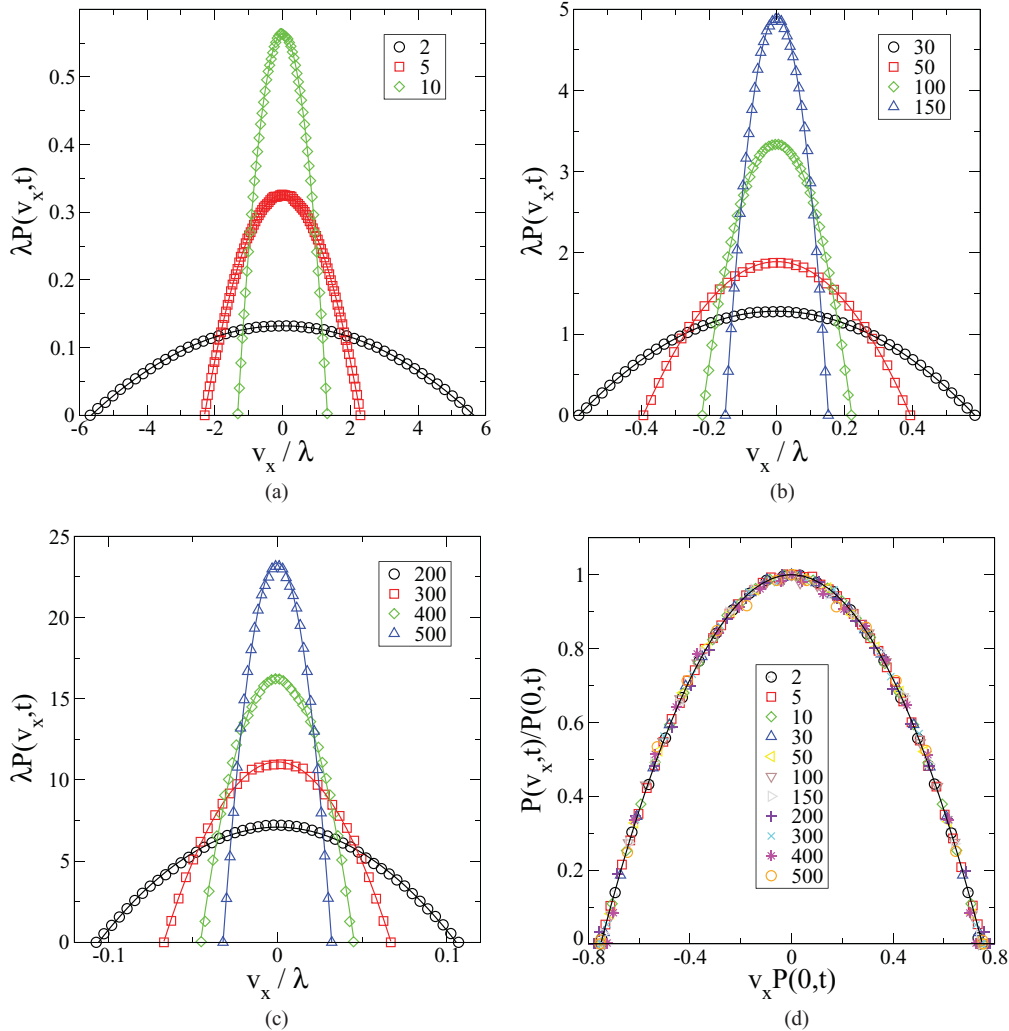 2
5
10
λP(v_x,t)
0.5
0.4
0.3
0.2
0.1
0
-6 -4 -2 0 2 4 6
v_x / λ
(a)
30
50
100
150
λP(v_x,t)
5
4
3
2
1
0
-0.4 -0.2 0 0.2 0.4
v_x / λ
(b)
200
300
400
500
λP(v_x,t)
25
20
15
10
5
0
-0.1 0 0.1
v_x / λ
(c)
2
5
10
30
50
100
150
200
300
400
500
P(v_x,t)/P(0,t)
1
0.8
0.6
0.4
0.2
0
-0.8 -0.4 0 0.4 0.8
v_xP(0,t)
(d)